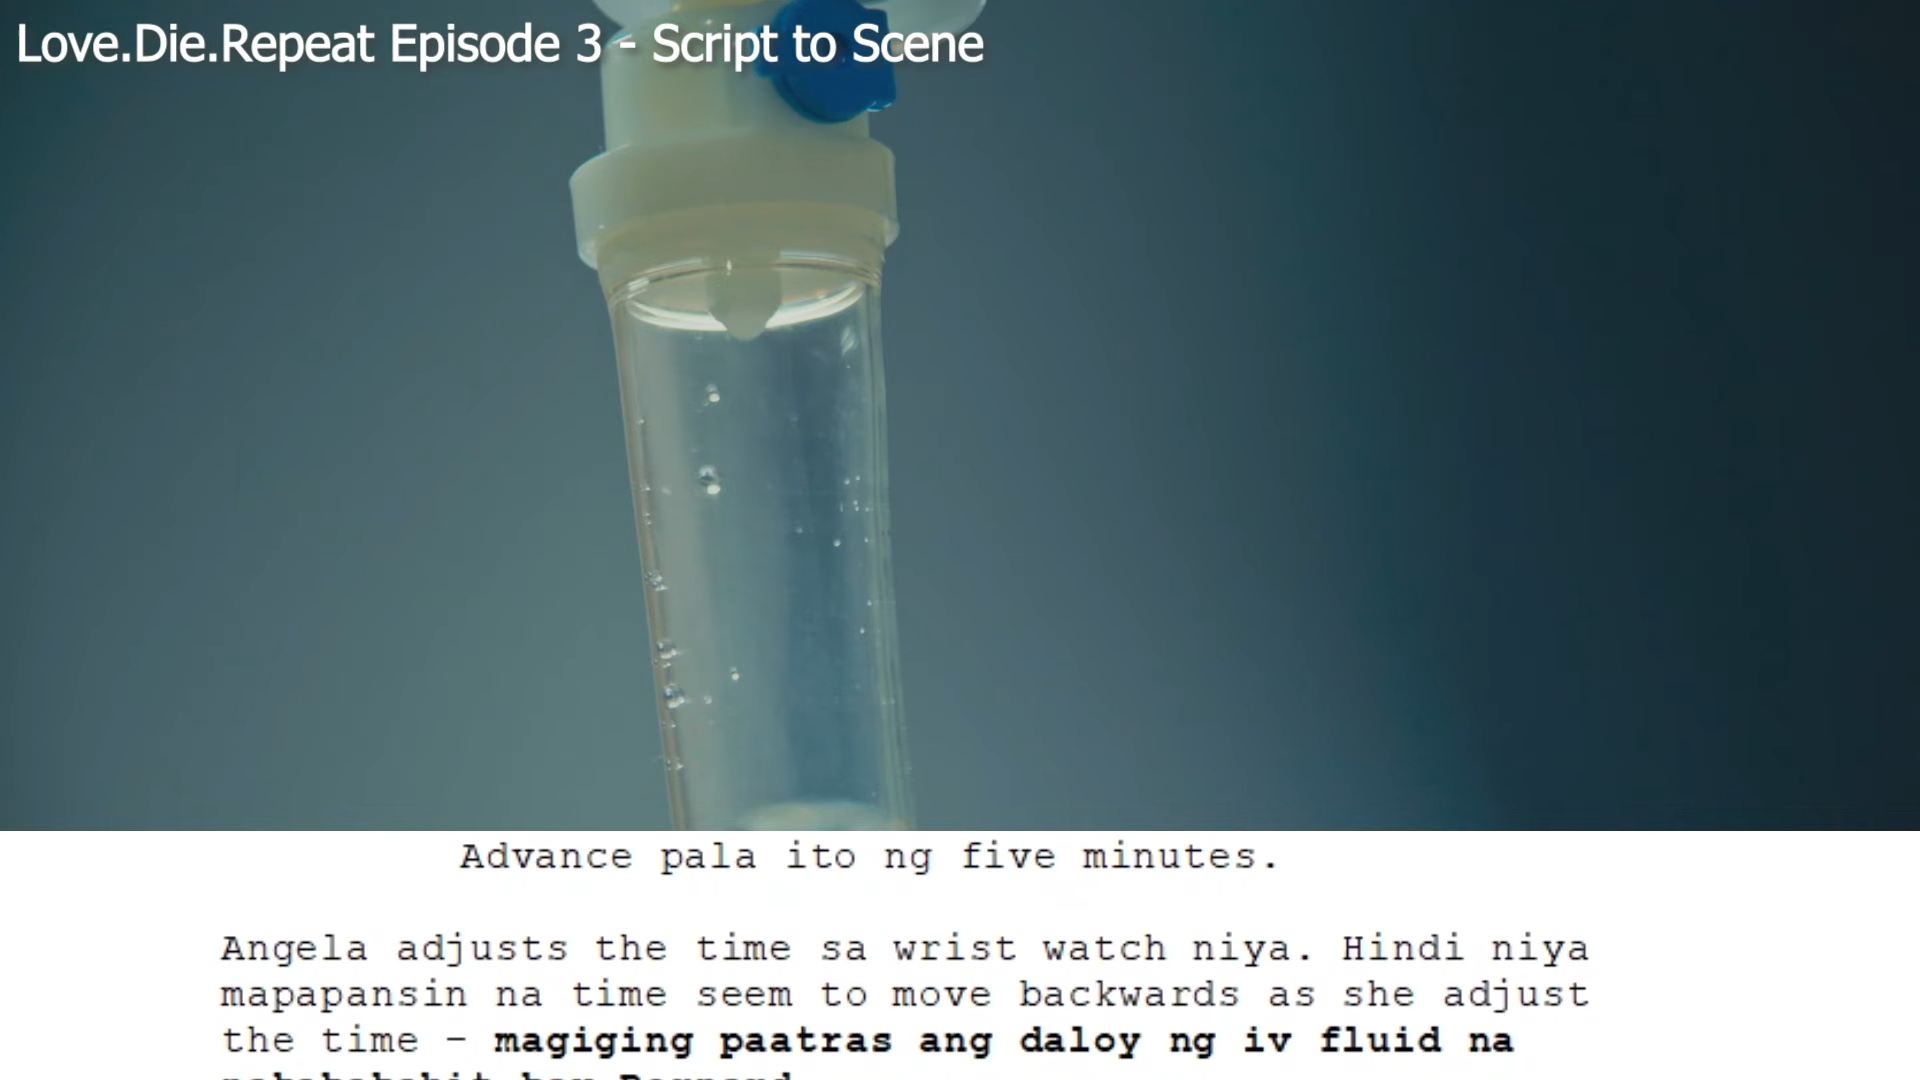 Love.Die.Repeat Episode 3 - Script to Scene
Advance pala ito ng five minutes.
Angela adjusts the time sa wrist watch niya. Hindi niya
mapapansin na time seem to move backwards as she adjust
the time – magiging paatras ang daloy ng iv fluid na